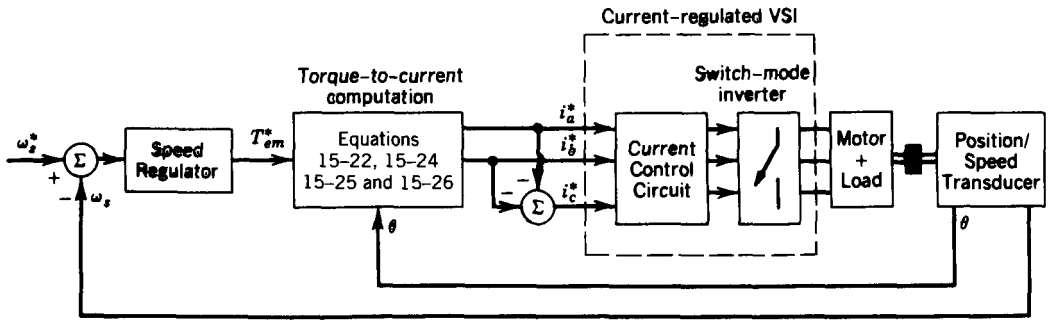 Current-regulated VSI
Torque-to-current
computation
Switch-mode
inverter
ω*s
+
Σ
−
ωs
Speed
Regulator
T*em
Equations
15-22, 15-24
15-25 and 15-26
θ
i*a
i*b
−
−
Σ
i*c
Current
Control
Circuit
Motor
+
Load
Position/
Speed
Transducer
θ